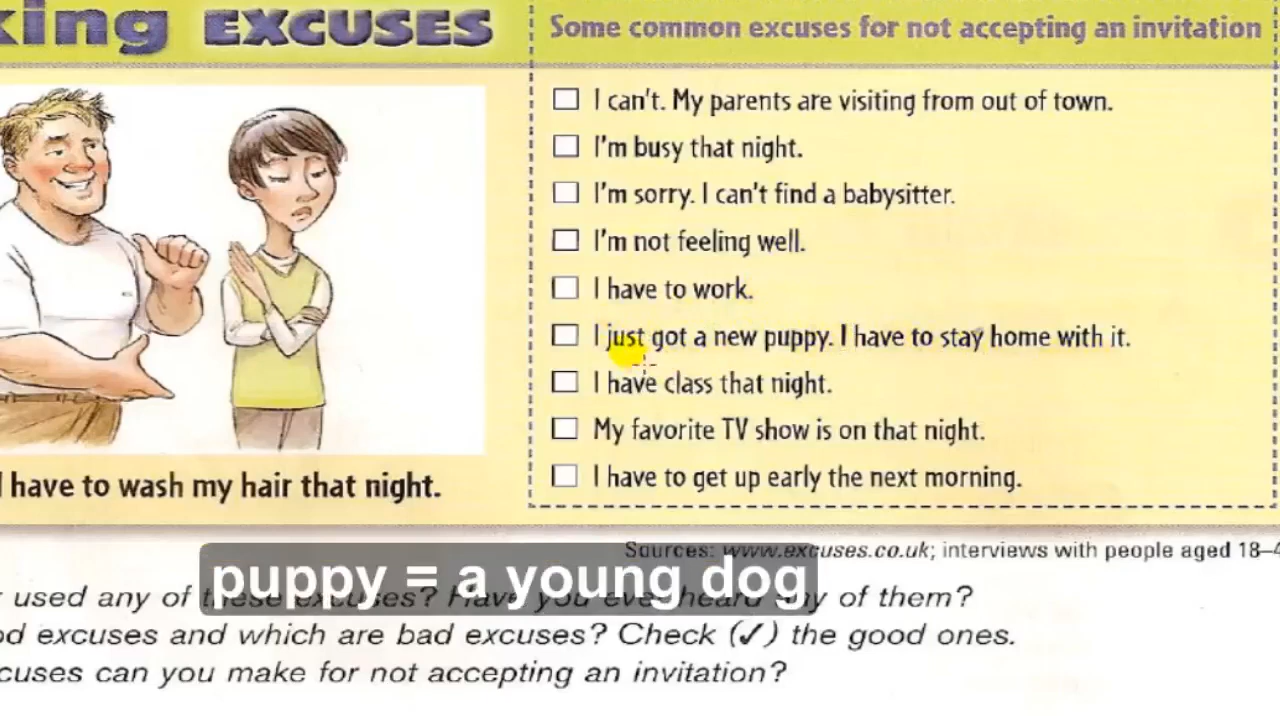 king EXCUSES
Some common excuses for not accepting an invitation
I can't. My parents are visiting from out of town.
I'm busy that night.
I'm sorry. I can't find a babysitter.
I'm not feeling well.
I have to work.
I just got a new puppy. I have to stay home with it.
I have class that night.
My favorite TV show is on that night.
I have to get up early the next morning.
I have to wash my hair that night.
Sources: www.excuses.co.uk; interviews with people aged 18–4
puppy = a young dog
used any of these excuses? Have you ever heard any of them?
od excuses and which are bad excuses? Check (✓) the good ones.
cuses can you make for not accepting an invitation?